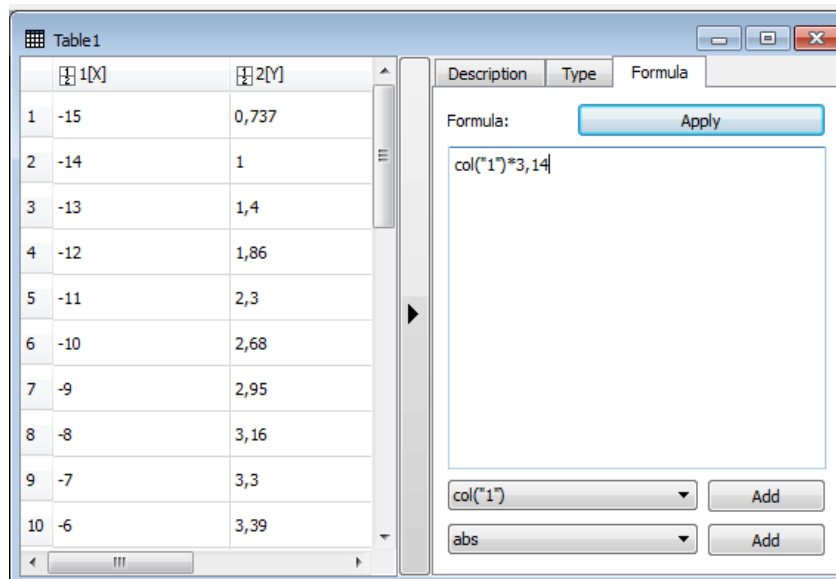 Table1
1[X] 2[Y]
1 -15 0,737
2 -14 1
3 -13 1,4
4 -12 1,86
5 -11 2,3
6 -10 2,68
7 -9 2,95
8 -8 3,16
9 -7 3,3
10 -6 3,39
Description Type Formula
Formula: Apply
col("1")*3,14
col("1") Add
abs Add